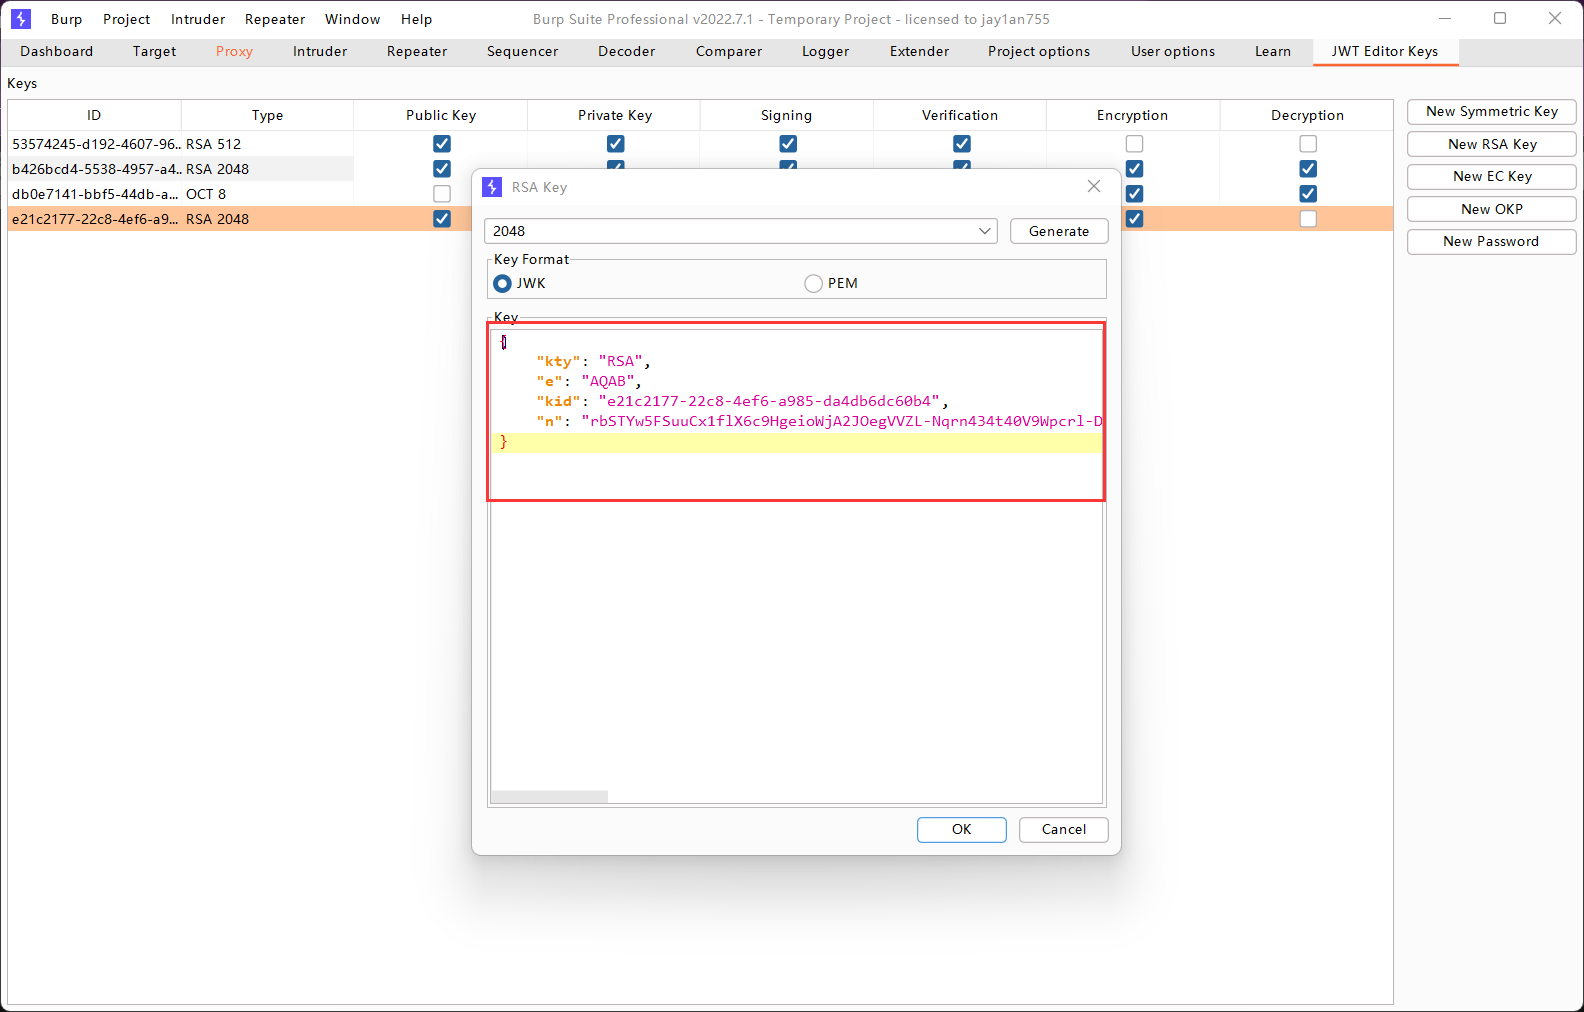 Burp Project Intruder Repeater Window Help Burp Suite Professional v2022.7.1 - Temporary Project - licensed to jay1an755
Dashboard Target Proxy Intruder Repeater Sequencer Decoder Comparer Logger Extender Project options User options Learn JWT Editor Keys
Keys
ID Type Public Key Private Key Signing Verification Encryption Decryption
New Symmetric Key
53574245-d192-4607-96... RSA 512
New RSA Key
b426bcd4-5538-4957-a4... RSA 2048
New EC Key
db0e7141-bbf5-44db-a... OCT 8
New OKP
e21c2177-22c8-4ef6-a9... RSA 2048
New Password
RSA Key
2048 Generate
Key Format
JWK PEM
Key
{
"kty": "RSA",
"e": "AQAB",
"kid": "e21c2177-22c8-4ef6-a985-da4db6dc60b4",
"n": "rbSTYw5FSuuCx1flX6c9HgeioWjA2JOegVVZL-Nqrn434t40V9Wpcrl-D
}
OK Cancel